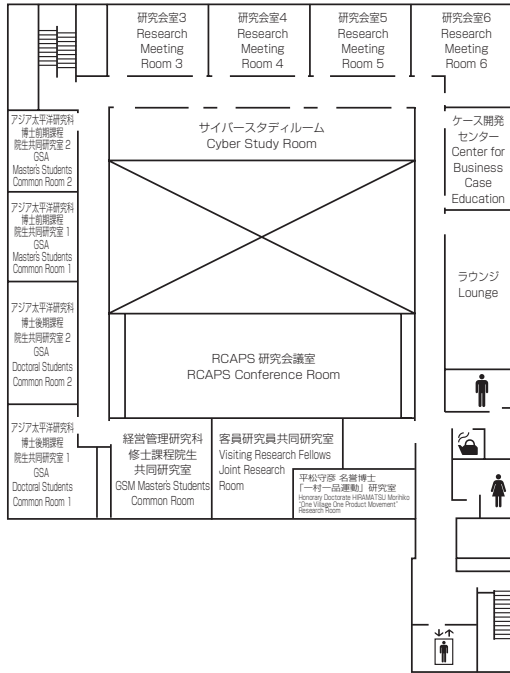 研究会室3
Research
Meeting
Room 3
研究会室4
Research
Meeting
Room 4
研究会室5
Research
Meeting
Room 5
研究会室6
Research
Meeting
Room 6
アジア太平洋研究科
博士前期課程
院生共同研究室 2
GSA
Master's Students
Common Room 2
サイバースタディルーム
Cyber Study Room
ケース開発
センター
Center for
Business
Case
Education
アジア太平洋研究科
博士前期課程
院生共同研究室 1
GSA
Master's Students
Common Room 1
ラウンジ
Lounge
アジア太平洋研究科
博士後期課程
院生共同研究室 2
GSA
Doctoral Students
Common Room 2
RCAPS 研究会議室
RCAPS Conference Room
アジア太平洋研究科
博士後期課程
院生共同研究室 1
GSA
Doctoral Students
Common Room 1
経営管理研究科
修士課程院生
共同研究室
GSM Master's Students
Common Room
客員研究員共同研究室
Visiting Research Fellows
Joint Research
Room
平松守彦 名誉博士
「一村一品運動」研究室
Honorary Doctorate HIRAMATSU Morihiko
"One Village One Product Movement"
Research Room